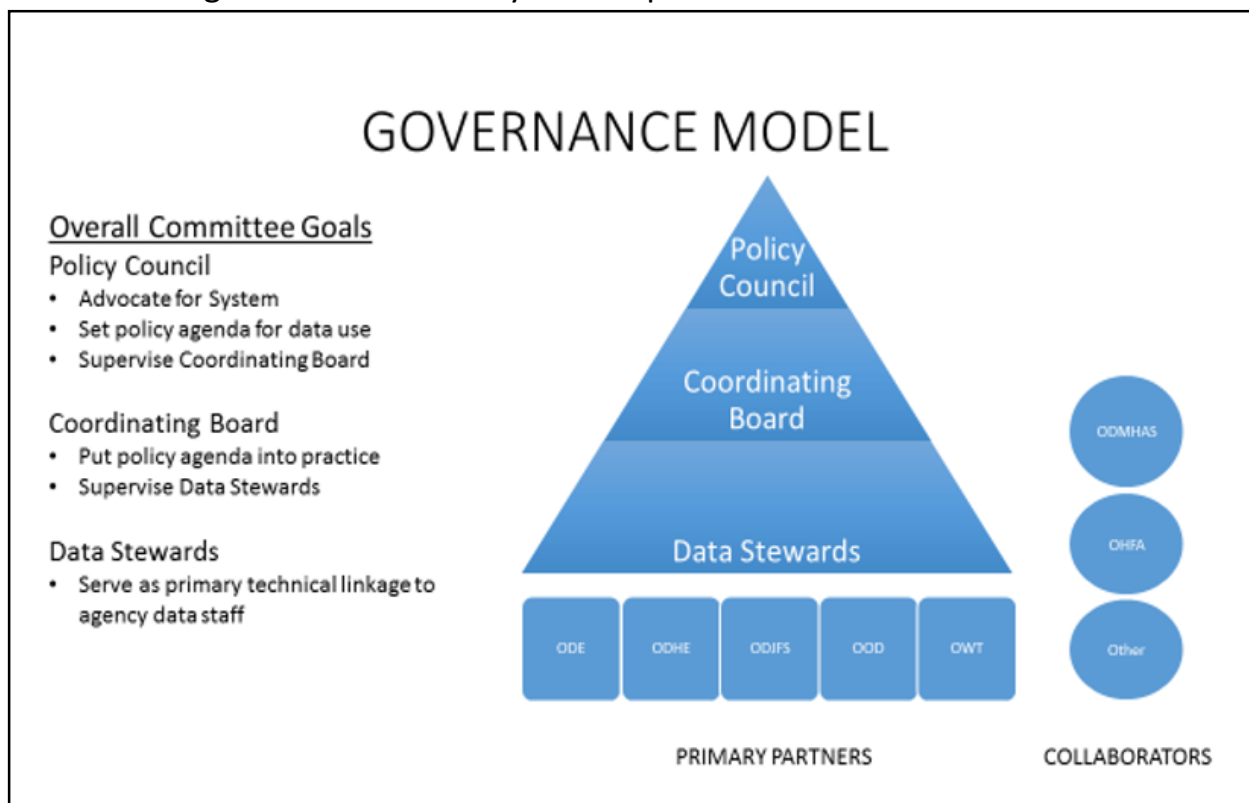 GOVERNANCE MODEL
Overall Committee Goals
Policy Council
• Advocate for System
• Set policy agenda for data use
• Supervise Coordinating Board
Coordinating Board
• Put policy agenda into practice
• Supervise Data Stewards
Data Stewards
• Serve as primary technical linkage to
agency data staff
Policy
Council
Coordinating
Board
Data Stewards
ODE
ODHE
ODJFS
OOD
OWT
PRIMARY PARTNERS
ODMHAS
OHFA
Other
COLLABORATORS